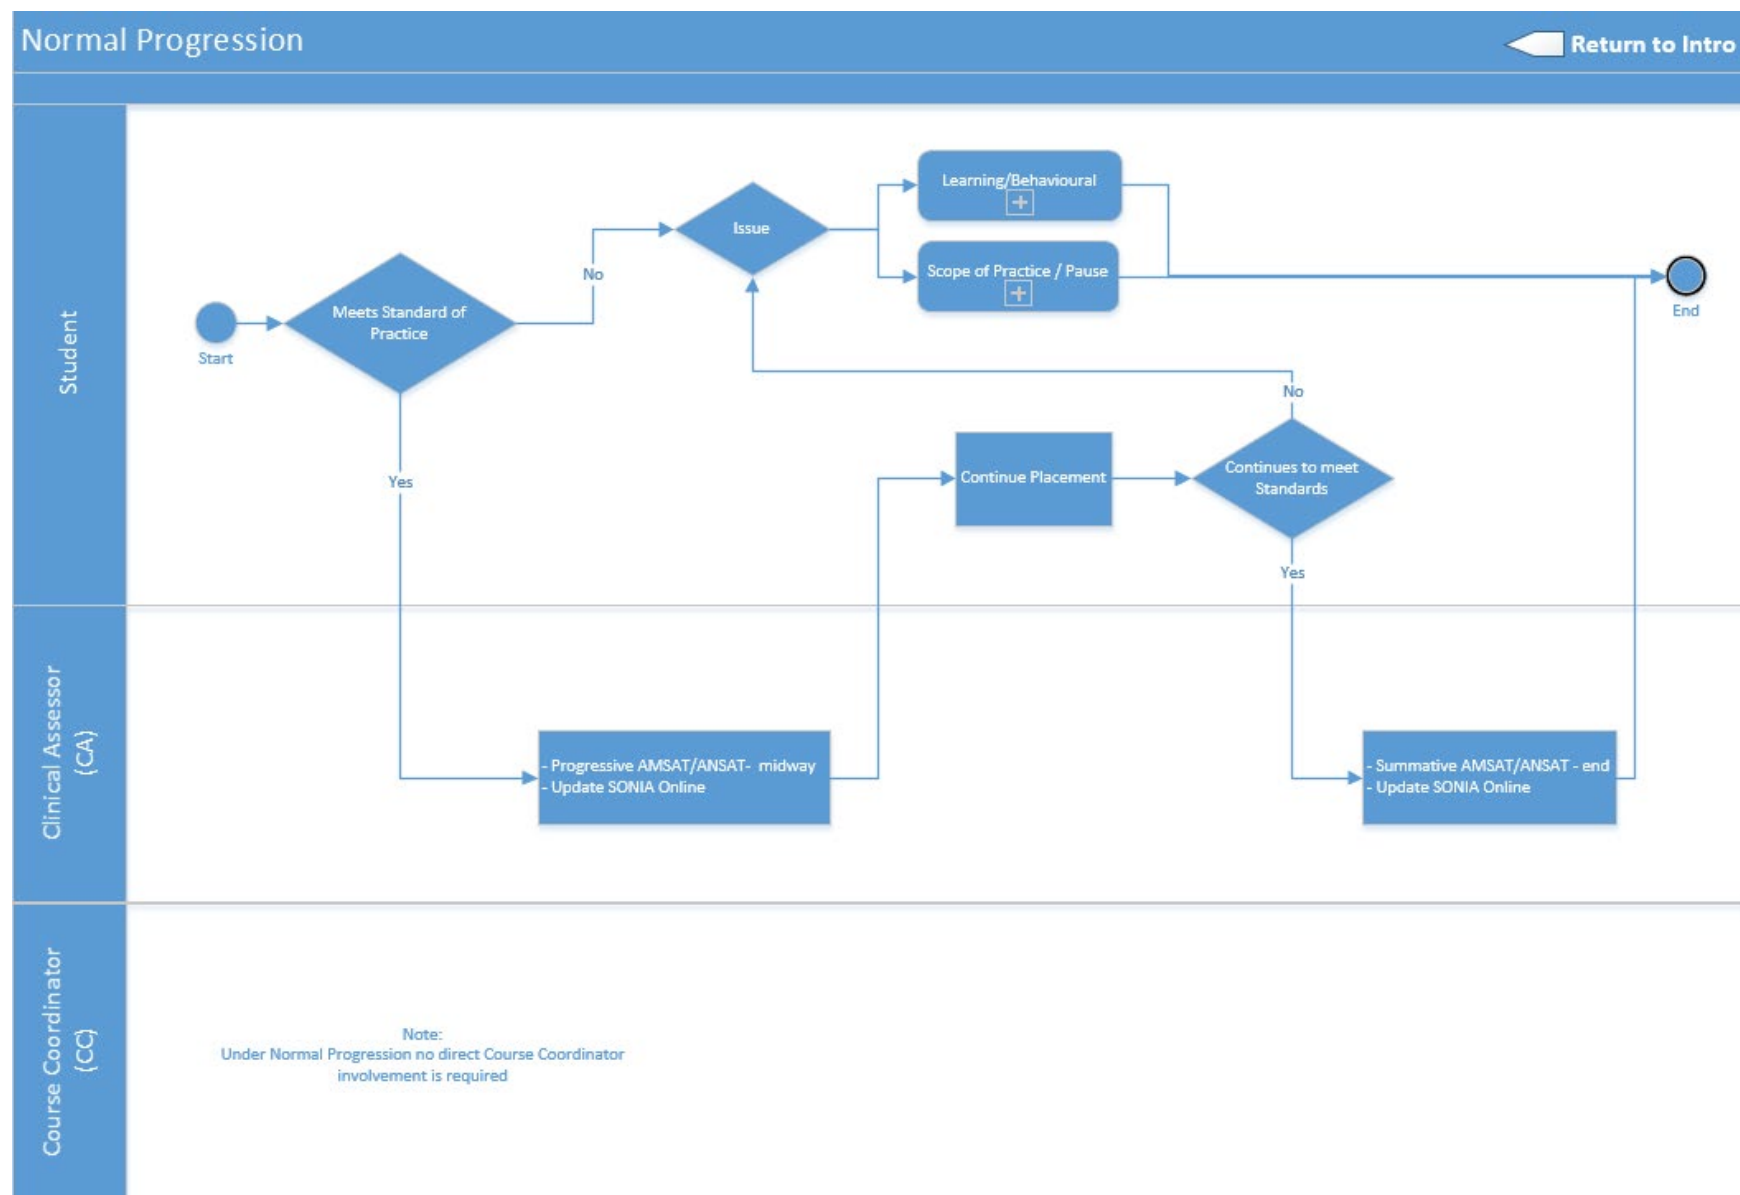 Normal Progression
Return to Intro
Student
Start
Meets Standard of
Practice
No
Yes
Issue
Learning/Behavioural
Scope of Practice / Pause
End
Continue Placement
No
Continues to meet
Standards
Yes
Clinical Assessor
(CA)
- Progressive AMSAT/ANSAT- midway
- Update SONIA Online
- Summative AMSAT/ANSAT - end
- Update SONIA Online
Course Coordinator
(CC)
Note:
Under Normal Progression no direct Course Coordinator
involvement is required